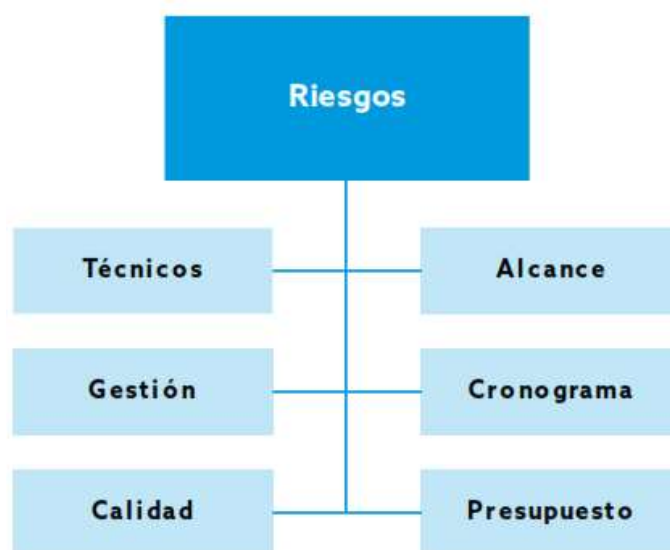 Riesgos
Técnicos
Alcance
Gestión
Cronograma
Calidad
Presupuesto